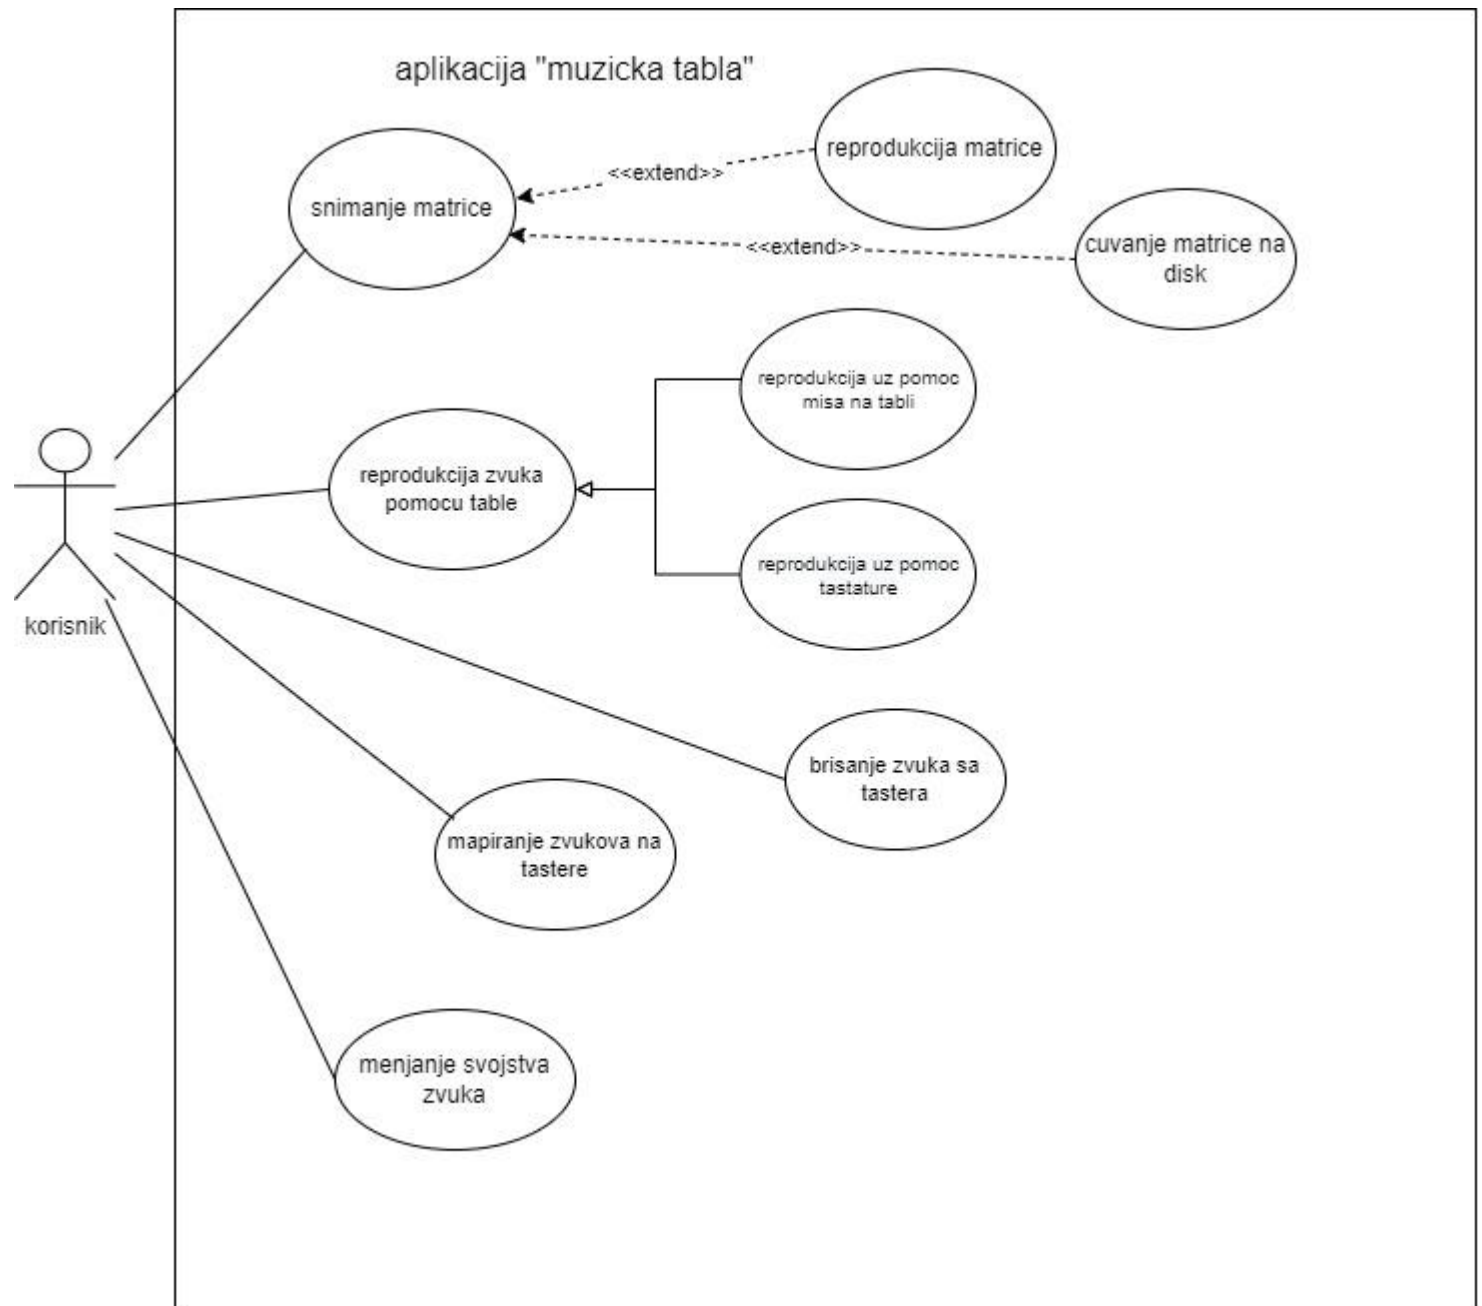 aplikacija "muzicka tabla"
reprodukcija matrice
<<extend>>
snimanje matrice
<<extend>>
cuvanje matrice na
disk
reprodukcija uz pomoc
misa na tabli
reprodukcija zvuka
pomocu table
reprodukcija uz pomoc
tastature
korisnik
brisanje zvuka sa
tastera
mapiranje zvukova na
tastere
menjanje svojstva
zvuka